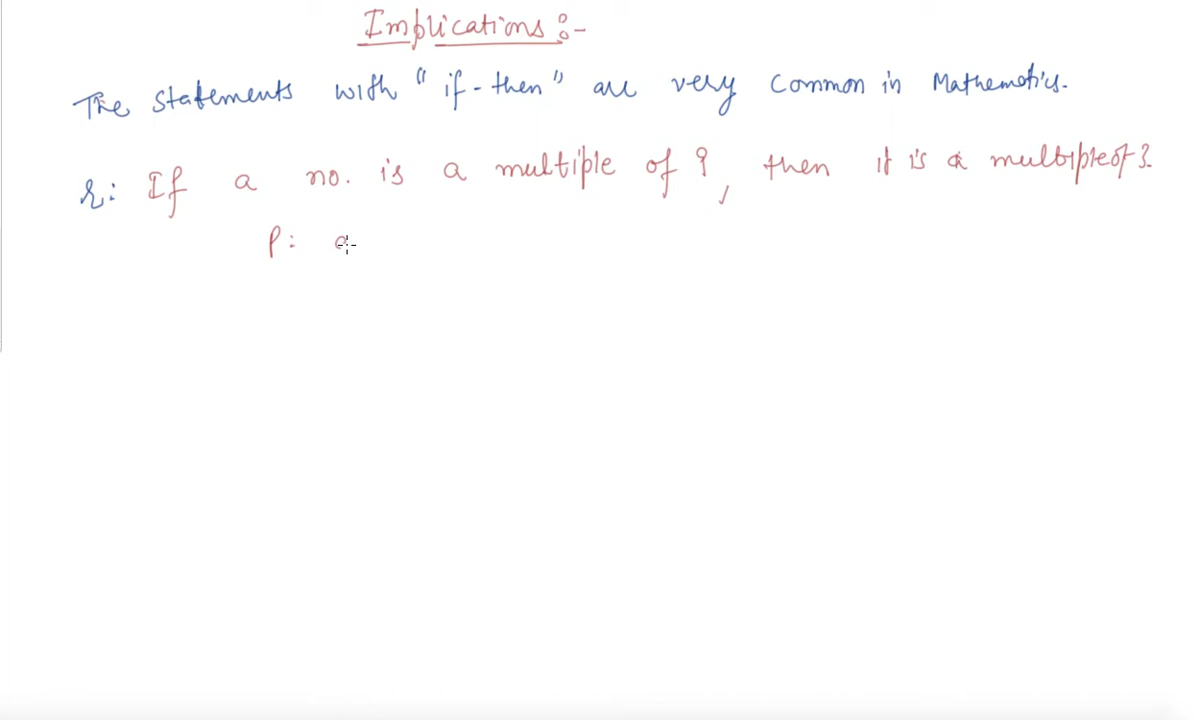 Implications :-
The statements with "if-then" are very common in Mathematics.
r: If a no. is a multiple of 9, then it is a multiple of 3.
p: a